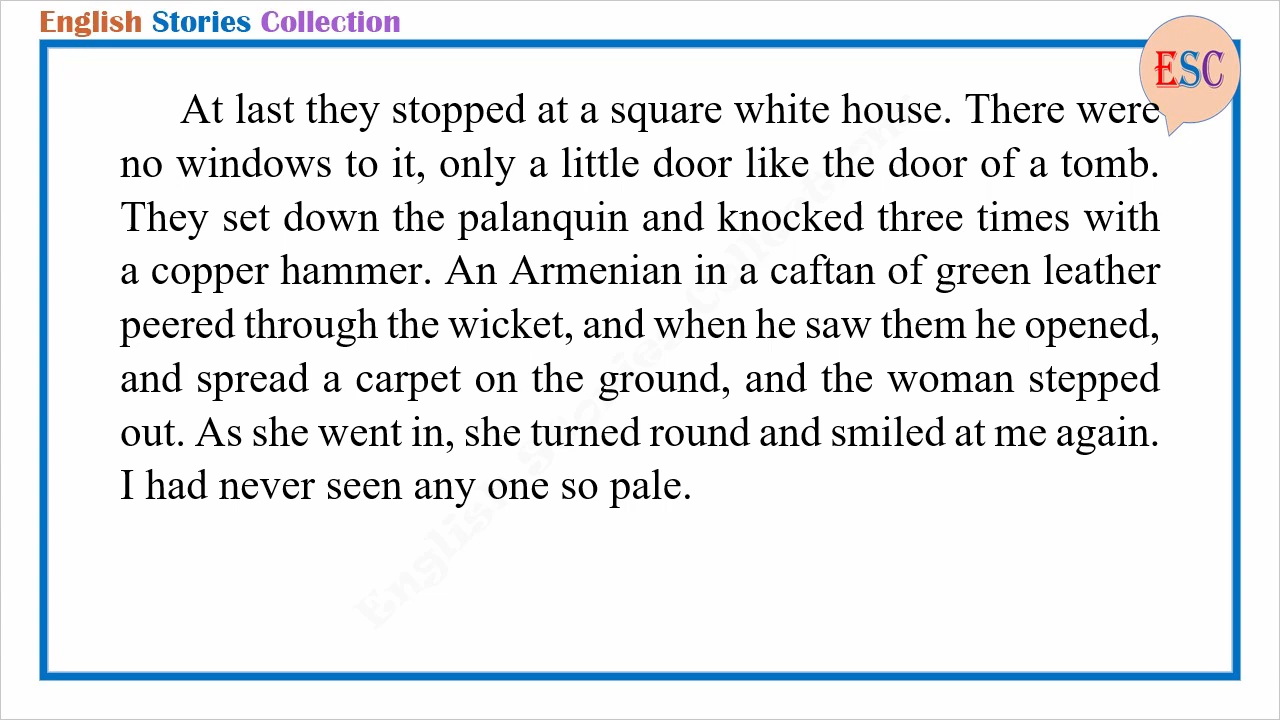 English Stories Collection
ESC
At last they stopped at a square white house. There were
no windows to it, only a little door like the door of a tomb.
They set down the palanquin and knocked three times with
a copper hammer. An Armenian in a caftan of green leather
peered through the wicket, and when he saw them he opened,
and spread a carpet on the ground, and the woman stepped
out. As she went in, she turned round and smiled at me again.
I had never seen any one so pale.
English Stories Collection